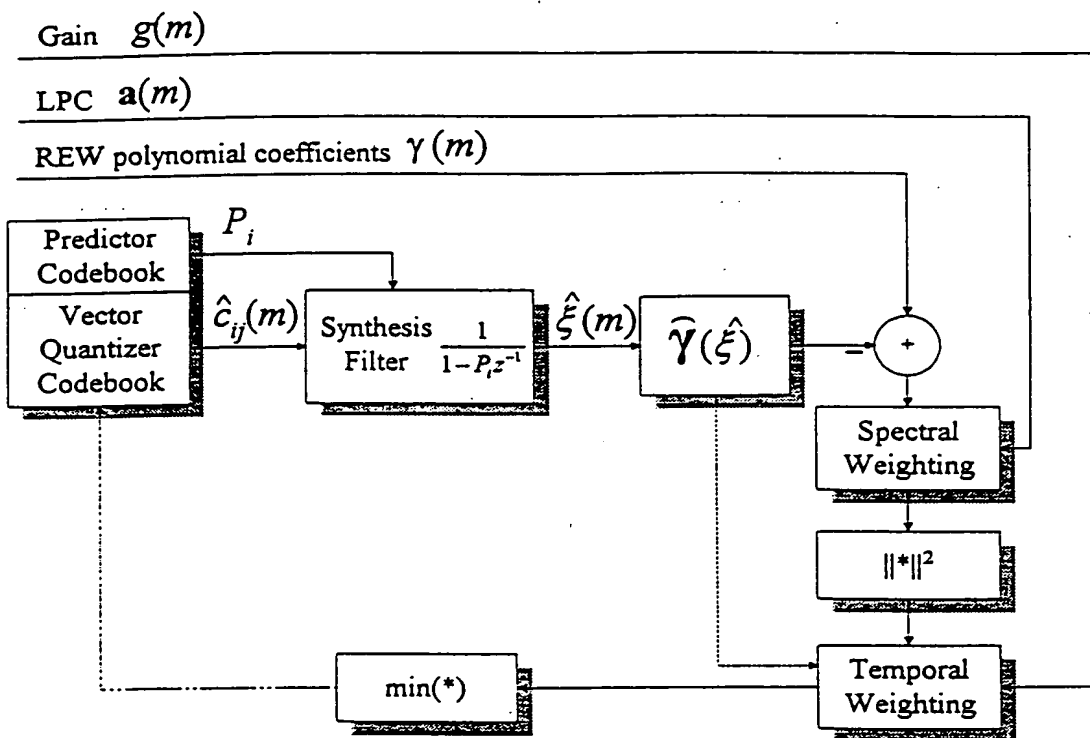 Gain g(m)
LPC a(m)
REW polynomial coefficients γ(m)
Predictor
Codebook
P_i
Vector
Quantizer
Codebook
ĉ_ij(m)
Synthesis
Filter 1/(1−P_i z⁻¹)
ξ̂(m)
γ̂(ξ̂)
−
+
Spectral
Weighting
||*||²
Temporal
Weighting
min(*)